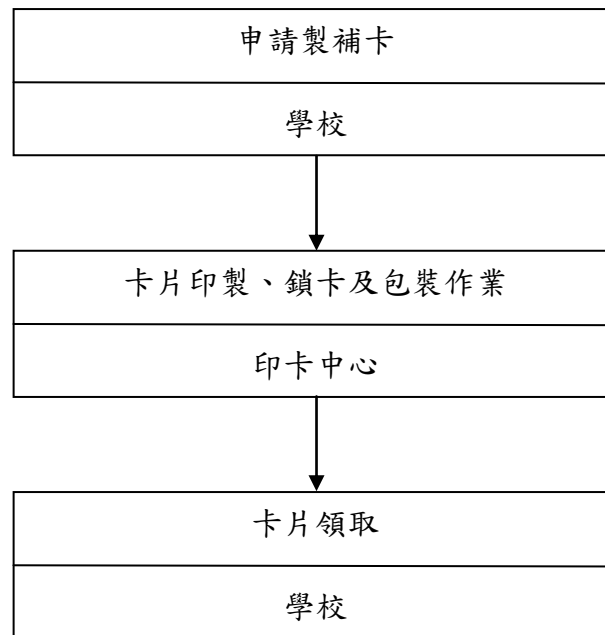 申請製補卡
學校
卡片印製、鎖卡及包裝作業
印卡中心
卡片領取
學校